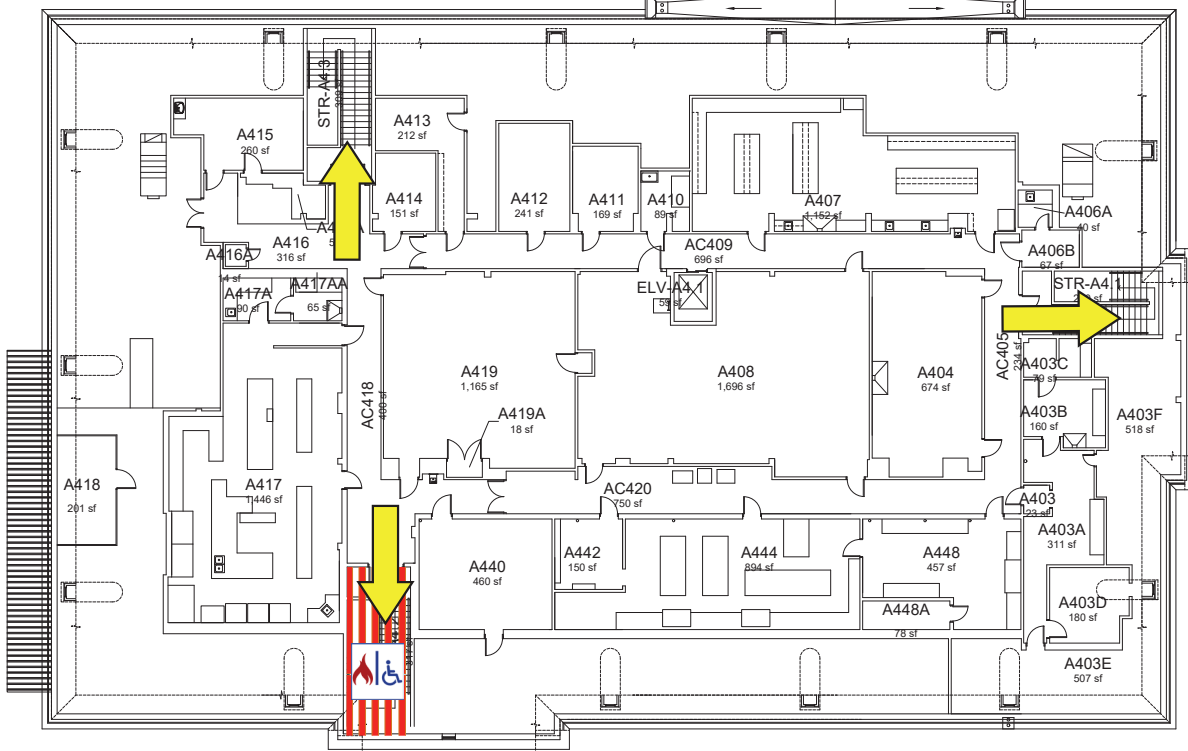 STR-A4.3
A415
260 sf
A413
212 sf
A414
151 sf
A412
241 sf
A411
169 sf
A410
89 sf
A407
1,152 sf
A406A
40 sf
A406B
67 sf
A416
316 sf
A416A
14 sf
A417A
90 sf
A417AA
65 sf
AC409
696 sf
ELV-A4.1
59 sf
STR-A4.1
AC405
234 sf
A403C
79 sf
A403B
160 sf
A403F
518 sf
A419
1,165 sf
A419A
18 sf
A408
1,696 sf
A404
674 sf
AC418
400 sf
A418
201 sf
A417
1,446 sf
AC420
750 sf
A403
23 sf
A403A
311 sf
A440
460 sf
A442
150 sf
A444
894 sf
A448
457 sf
A448A
78 sf
A403D
180 sf
A403E
507 sf